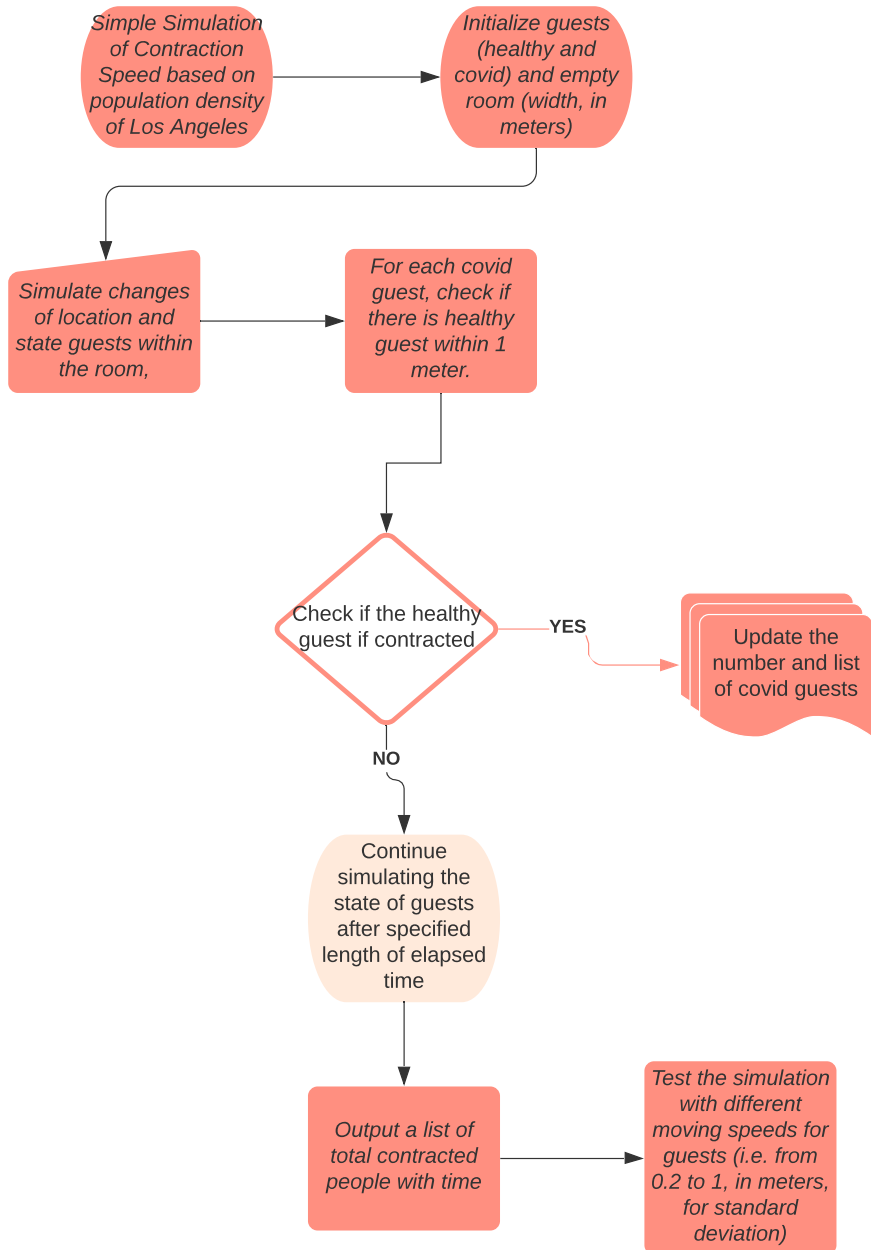 Simple Simulation
of Contraction
Speed based on
population density
of Los Angeles
Initialize guests
(healthy and
covid) and empty
room (width, in
meters)
Simulate changes
of location and
state guests within
the room,
For each covid
guest, check if
there is healthy
guest within 1
meter.
Check if the healthy
guest if contracted
YES
Update the
number and list
of covid guests
NO
Continue
simulating the
state of guests
after specified
length of elapsed
time
Output a list of
total contracted
people with time
Test the simulation
with different
moving speeds for
guests (i.e. from
0.2 to 1, in meters,
for standard
deviation)